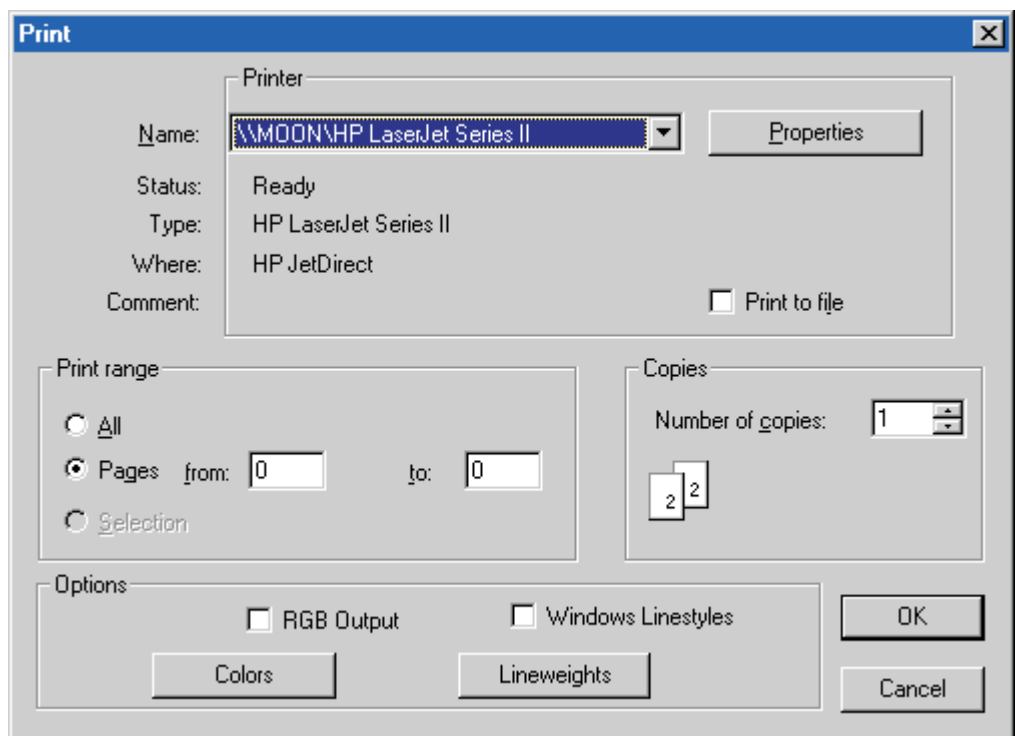 Print
Printer
Name: \\MOON\HP LaserJet Series II Properties
Status: Ready
Type: HP LaserJet Series II
Where: HP JetDirect
Comment: Print to file
Print range
All
Pages from: 0 to: 0
Selection
Copies
Number of copies: 1
2 2
Options
RGB Output Windows Linestyles
Colors Lineweights
OK
Cancel